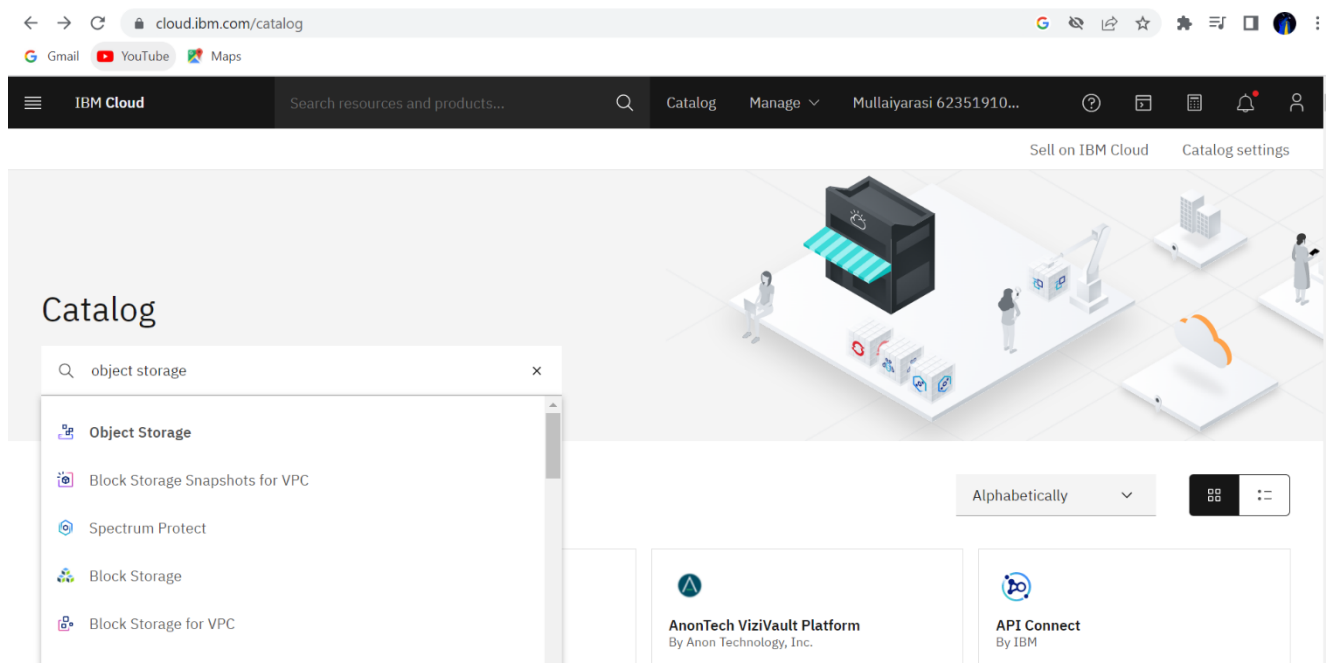 cloud.ibm.com/catalog
Gmail YouTube Maps
IBM Cloud Search resources and products... Catalog Manage Mullaiyarasi 62351910...
Sell on IBM Cloud Catalog settings
Catalog
object storage
Object Storage
Block Storage Snapshots for VPC
Alphabetically
Spectrum Protect
Block Storage
Block Storage for VPC
AnonTech ViziVault Platform
By Anon Technology, Inc.
API Connect
By IBM